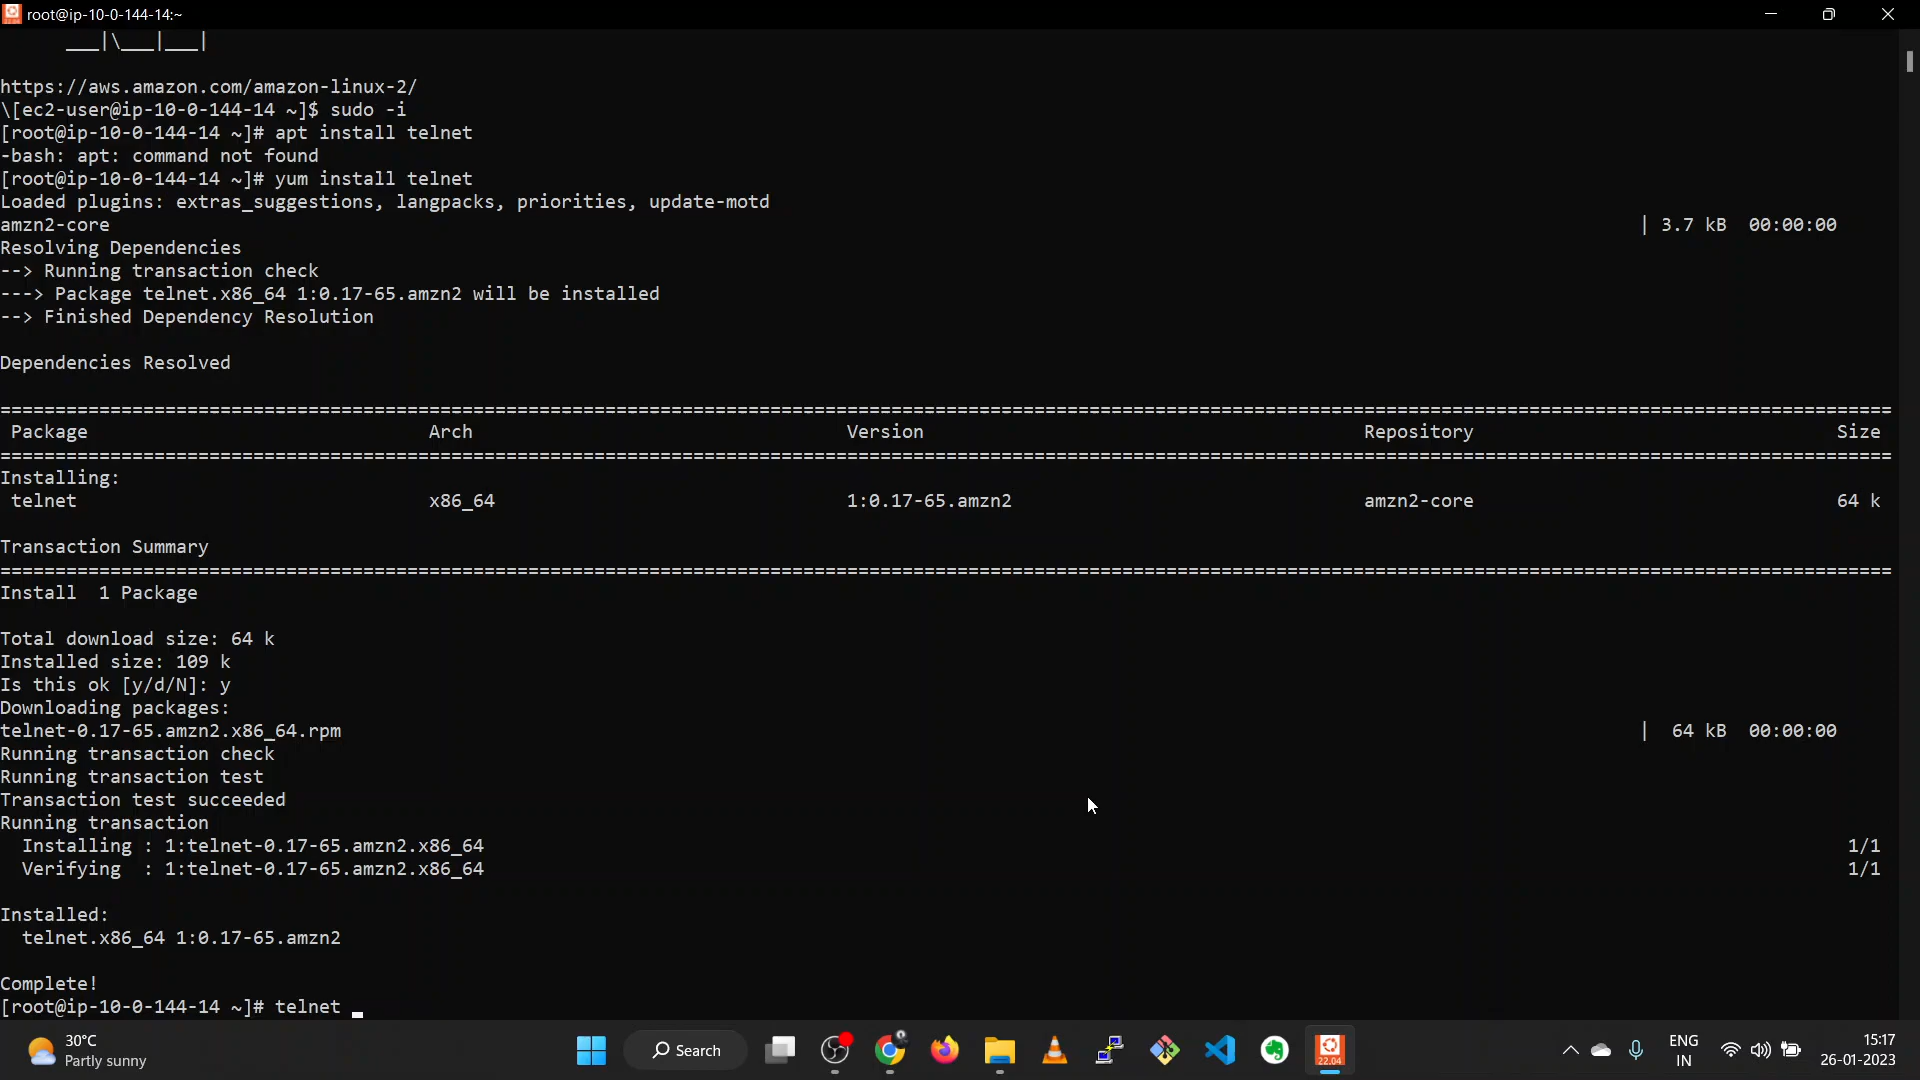 root@ip-10-0-144-14:~
___|\___|___|
https://aws.amazon.com/amazon-linux-2/
\[ec2-user@ip-10-0-144-14 ~]$ sudo -i
[root@ip-10-0-144-14 ~]# apt install telnet
-bash: apt: command not found
[root@ip-10-0-144-14 ~]# yum install telnet
Loaded plugins: extras_suggestions, langpacks, priorities, update-motd
amzn2-core | 3.7 kB 00:00:00
Resolving Dependencies
--> Running transaction check
---> Package telnet.x86_64 1:0.17-65.amzn2 will be installed
--> Finished Dependency Resolution
Dependencies Resolved
Package Arch Version Repository Size
Installing:
telnet x86_64 1:0.17-65.amzn2 amzn2-core 64 k
Transaction Summary
Install 1 Package
Total download size: 64 k
Installed size: 109 k
Is this ok [y/d/N]: y
Downloading packages:
telnet-0.17-65.amzn2.x86_64.rpm | 64 kB 00:00:00
Running transaction check
Running transaction test
Transaction test succeeded
Running transaction
Installing : 1:telnet-0.17-65.amzn2.x86_64 1/1
Verifying : 1:telnet-0.17-65.amzn2.x86_64 1/1
Installed:
telnet.x86_64 1:0.17-65.amzn2
Complete!
[root@ip-10-0-144-14 ~]# telnet
30°C
Partly sunny
Search
22.04
ENG
IN
15:17
26-01-2023